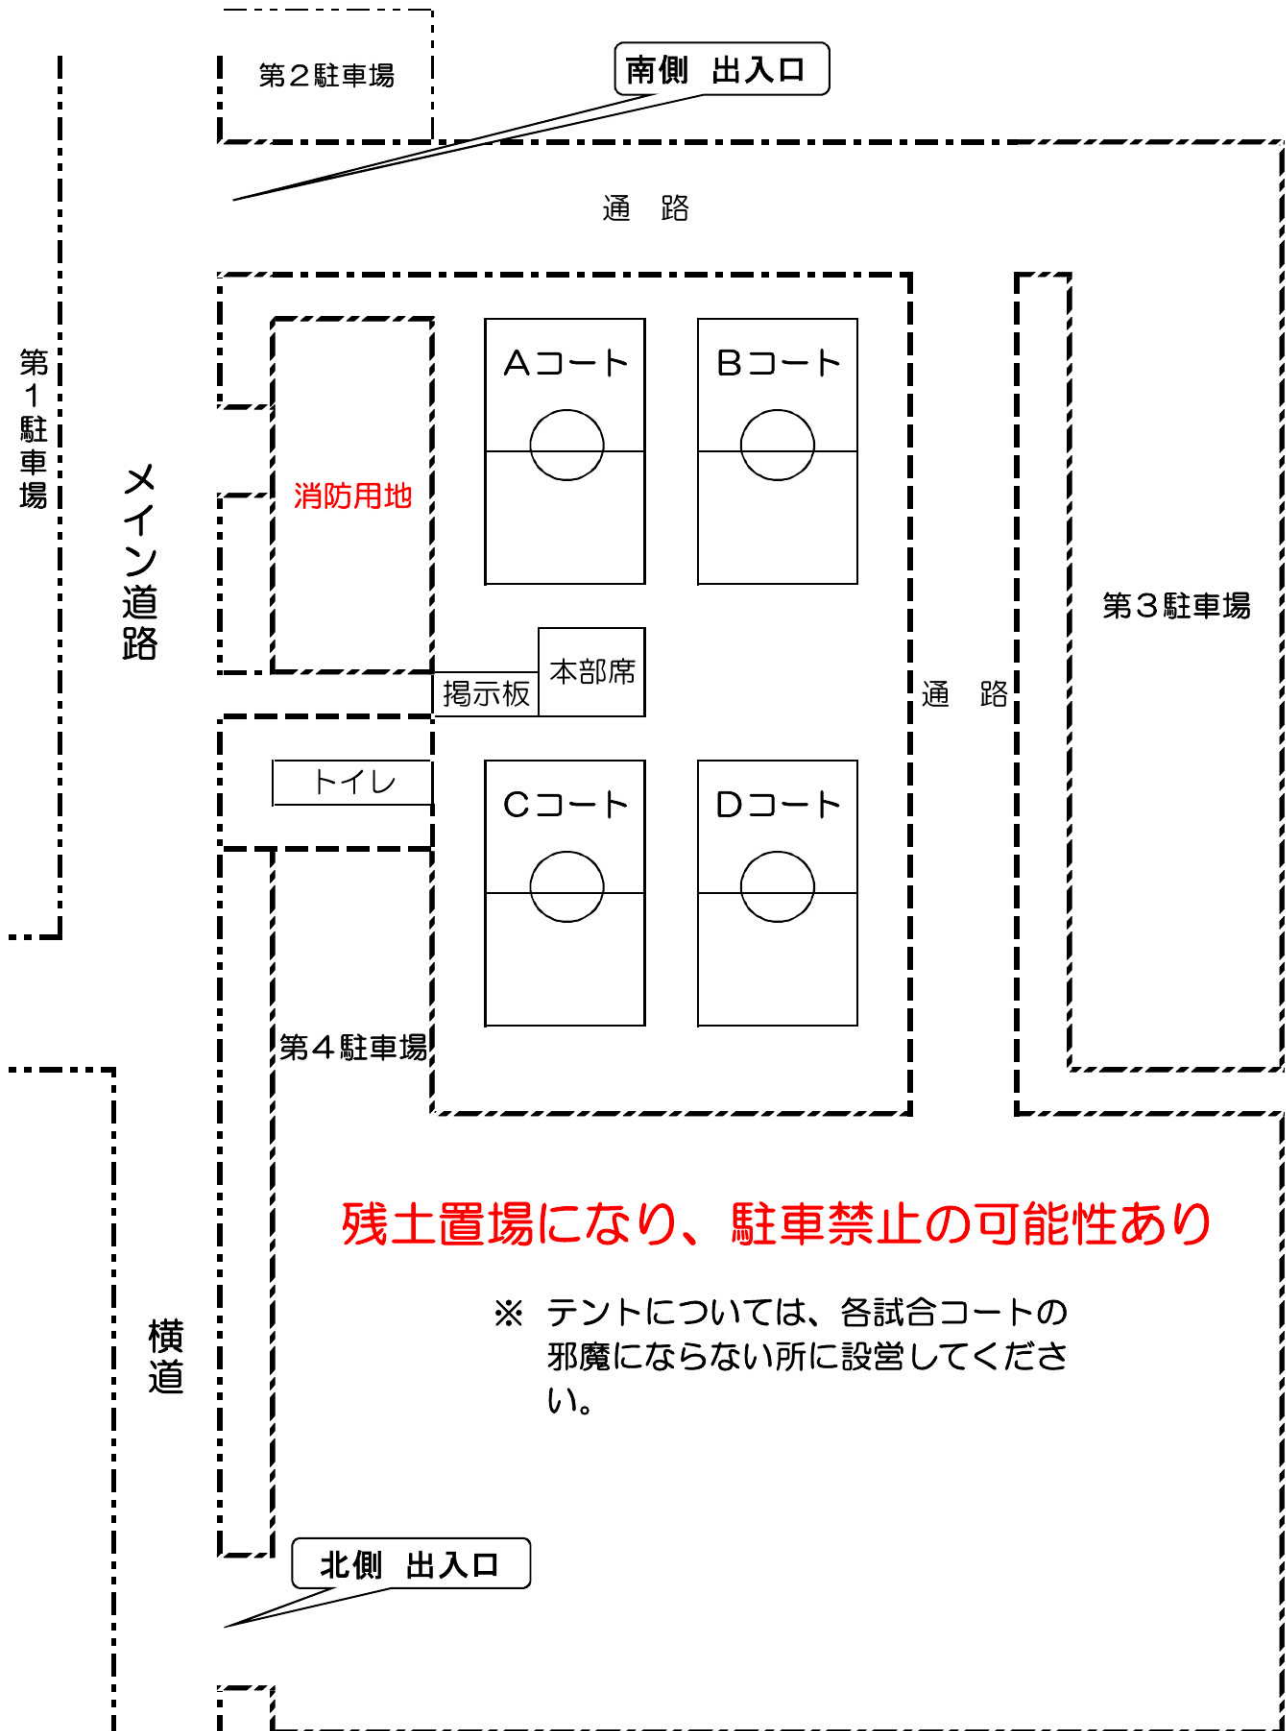 第２駐車場
南側 出入口
通 路
第１駐車場
Ａコート
Ｂコート
メイン道路
消防用地
第３駐車場
本部席
掲示板
通 路
トイレ
Ｃコート
Ｄコート
第４駐車場
残土置場になり、駐車禁止の可能性あり
※ テントについては、各試合コートの
邪魔にならない所に設営してくださ
い。
横道
北側 出入口